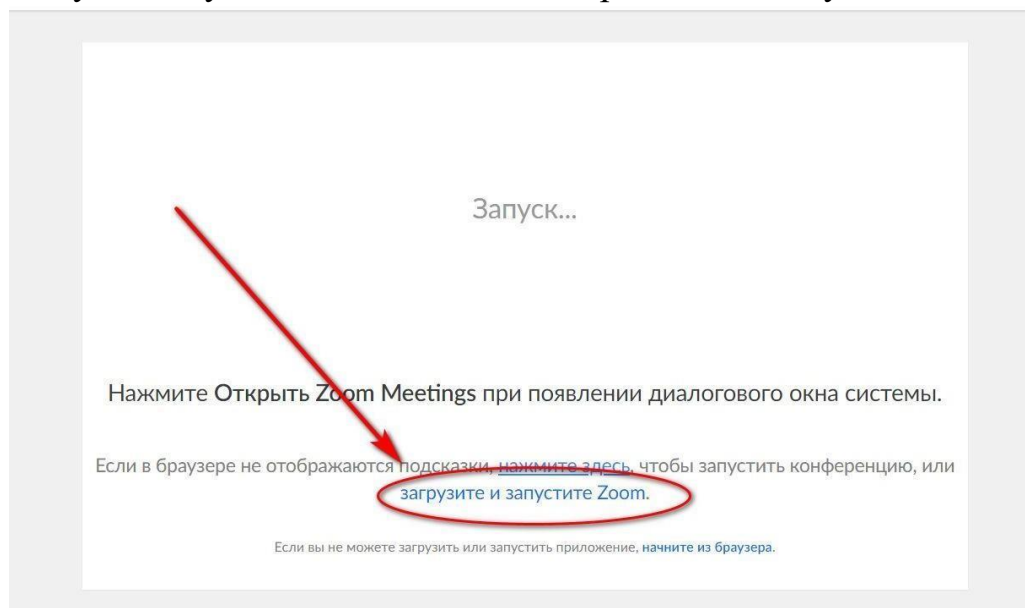 Запуск...
Нажмите Открыть Zoom Meetings при появлении диалогового окна системы.
Если в браузере не отображаются подсказки, нажмите здесь, чтобы запустить конференцию, или
загрузите и запустите Zoom.
Если вы не можете загрузить или запустить приложение, начните из браузера.